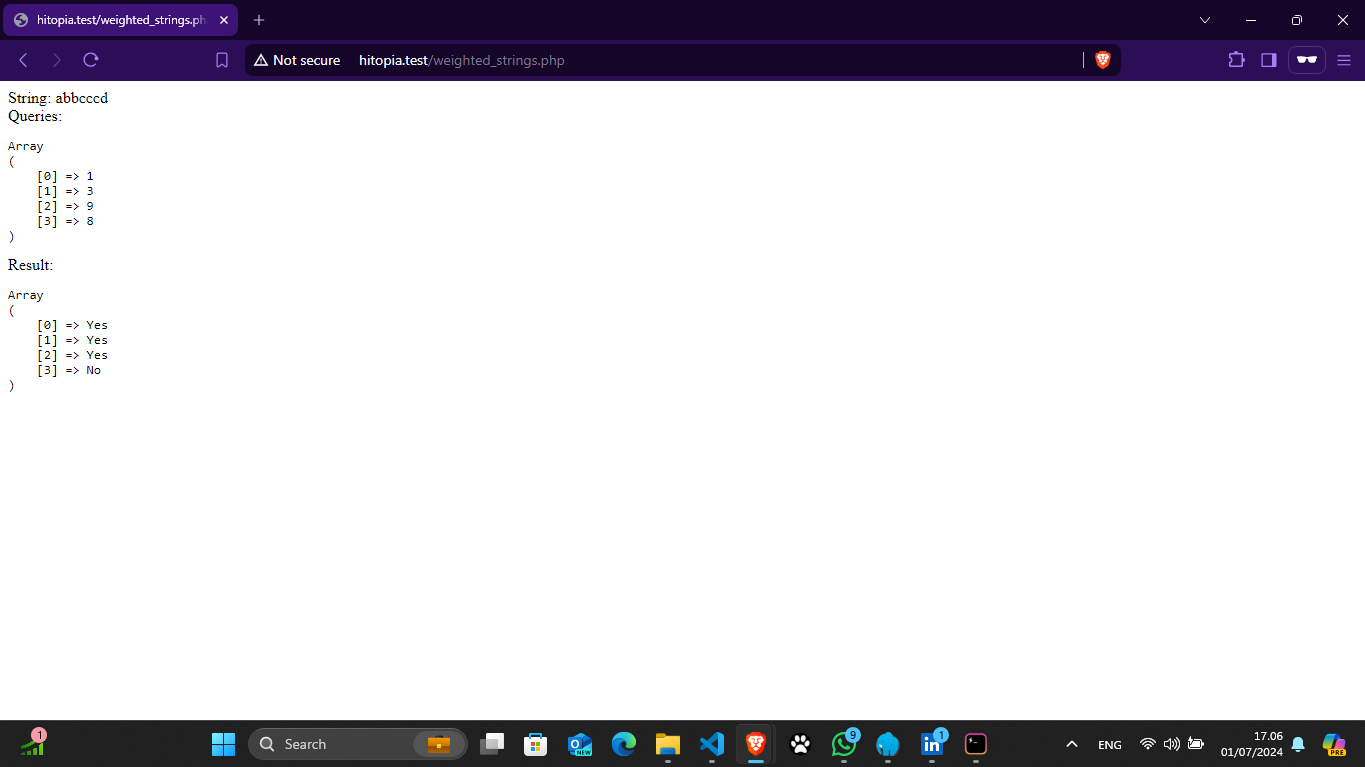 hitopia.test/weighted_strings.ph
Not secure hitopia.test/weighted_strings.php
String: abbcccd
Queries:
Array
(
[0] => 1
[1] => 3
[2] => 9
[3] => 8
)
Result:
Array
(
[0] => Yes
[1] => Yes
[2] => Yes
[3] => No
)
1
Search
NEW
9
1
ENG
17.06
01/07/2024
PRE